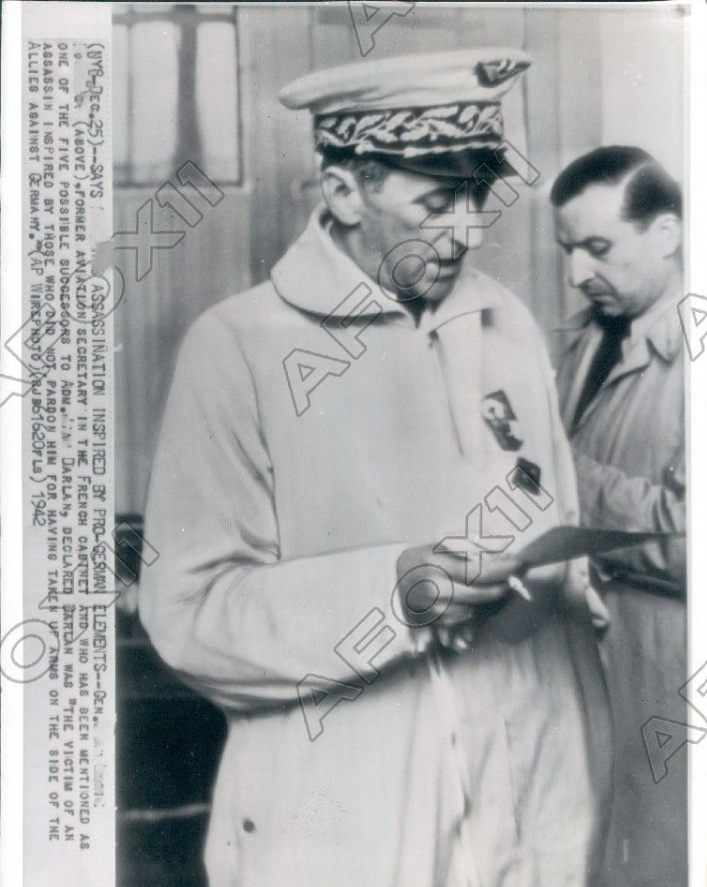 (NYB-DEC.25)--SAYS ASSASSINATION INSPIRED BY PRO-GERMAN ELEMENTS--GEN.
(ABOVE), FORMER AVIATION SECRETARY IN THE FRENCH CABINET AND WHO HAS BEEN MENTIONED AS
ONE OF THE FIVE POSSIBLE SUCCESSORS TO ADM. DARLAN, DECLARED DARLAN WAS "THE VICTIM OF AN
ASSASSIN INSPIRED BY THOSE WHO DID NOT PARDON HIM FOR HAVING TAKEN UP ARMS ON THE SIDE OF THE
ALLIES AGAINST GERMANY." (AP WIREPHOTO) 1942
AFOX11
AFOX11
AFOX11
AFOX11